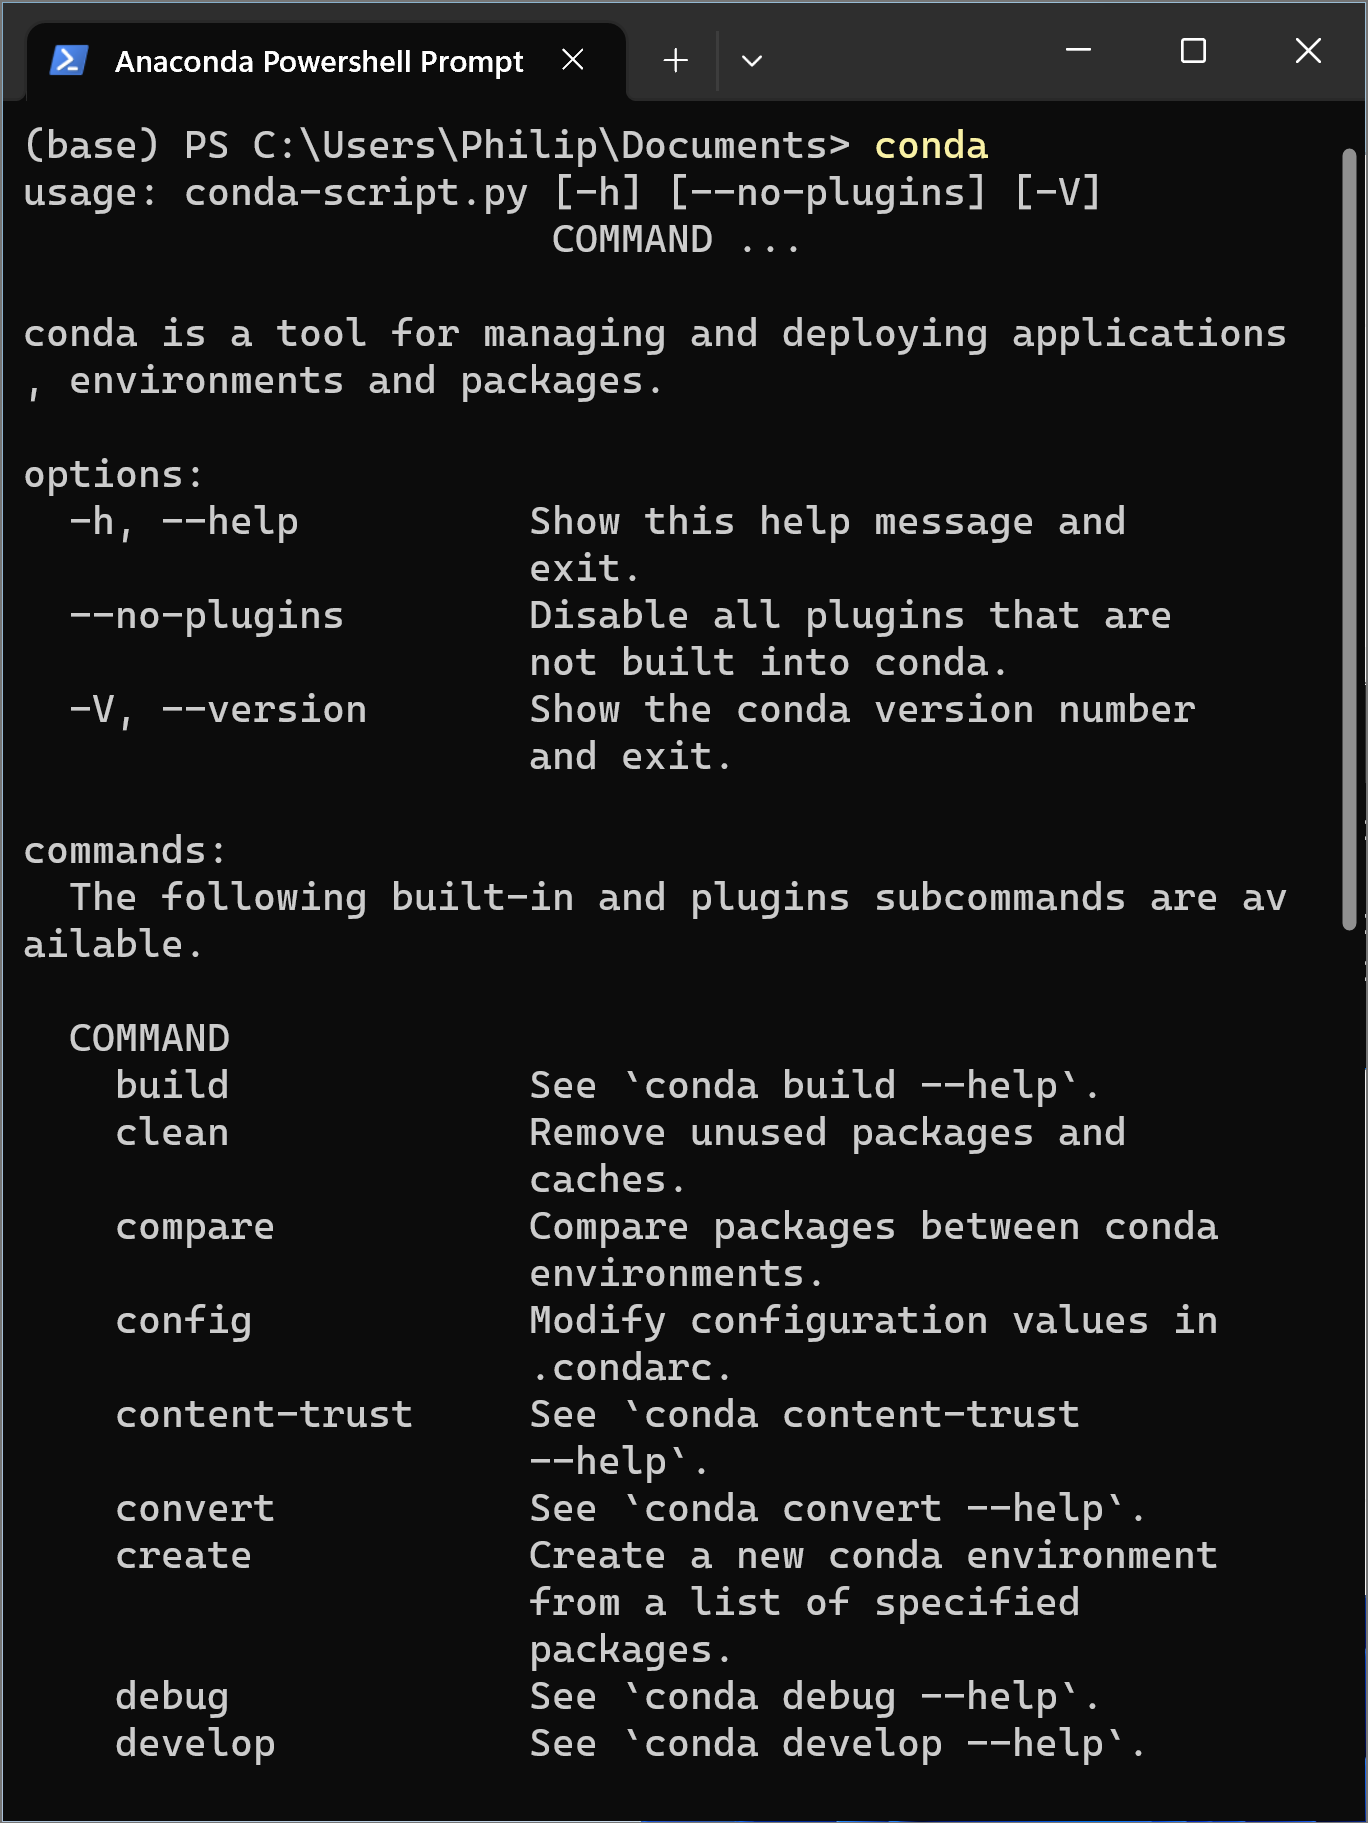 Anaconda Powershell Prompt
(base) PS C:\Users\Philip\Documents> conda
usage: conda-script.py [-h] [--no-plugins] [-V]
COMMAND ...
conda is a tool for managing and deploying applications
, environments and packages.
options:
-h, --help Show this help message and
exit.
--no-plugins Disable all plugins that are
not built into conda.
-V, --version Show the conda version number
and exit.
commands:
The following built-in and plugins subcommands are av
ailable.
COMMAND
build See `conda build --help`.
clean Remove unused packages and
caches.
compare Compare packages between conda
environments.
config Modify configuration values in
.condarc.
content-trust See `conda content-trust
--help`.
convert See `conda convert --help`.
create Create a new conda environment
from a list of specified
packages.
debug See `conda debug --help`.
develop See `conda develop --help`.